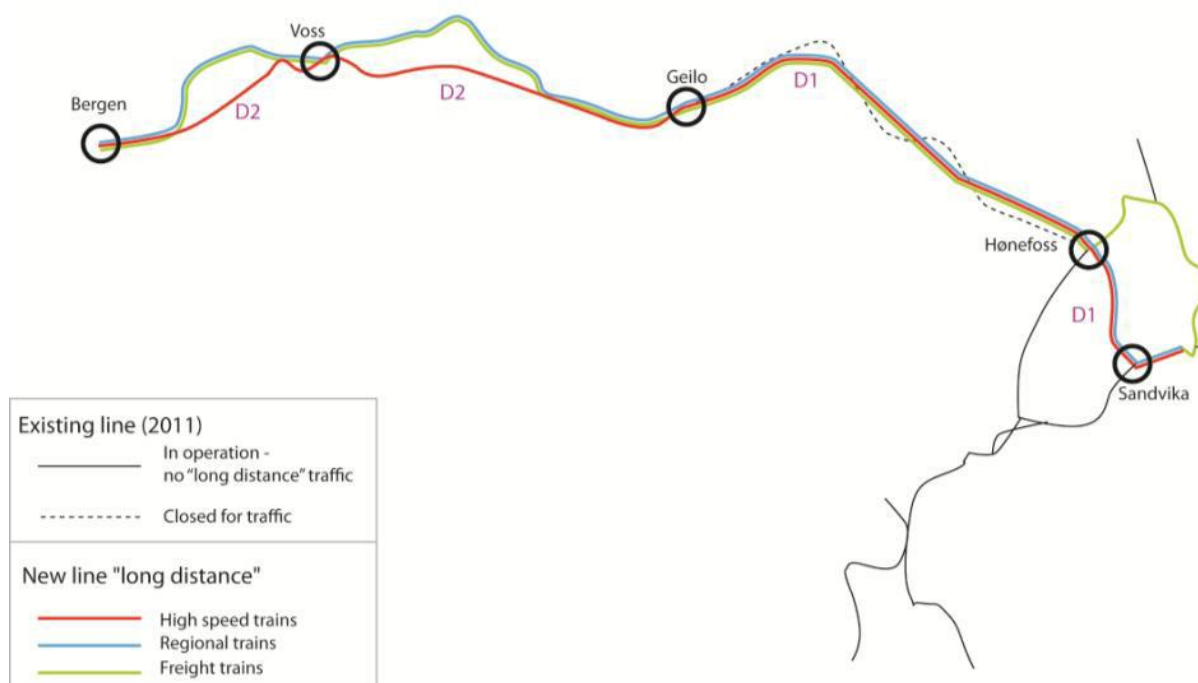 Voss
Bergen
D2
D2
Geilo
D1
Hønefoss
D1
Sandvika
Existing line (2011)
In operation -
no "long distance" traffic
Closed for traffic
New line "long distance"
High speed trains
Regional trains
Freight trains